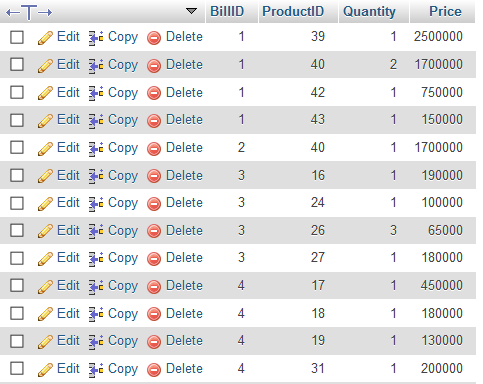 BillID ProductID Quantity Price
Edit Copy Delete 1 39 1 2500000
Edit Copy Delete 1 40 2 1700000
Edit Copy Delete 1 42 1 750000
Edit Copy Delete 1 43 1 150000
Edit Copy Delete 2 40 1 1700000
Edit Copy Delete 3 16 1 190000
Edit Copy Delete 3 24 1 100000
Edit Copy Delete 3 26 3 65000
Edit Copy Delete 3 27 1 180000
Edit Copy Delete 4 17 1 450000
Edit Copy Delete 4 18 1 180000
Edit Copy Delete 4 19 1 130000
Edit Copy Delete 4 31 1 200000